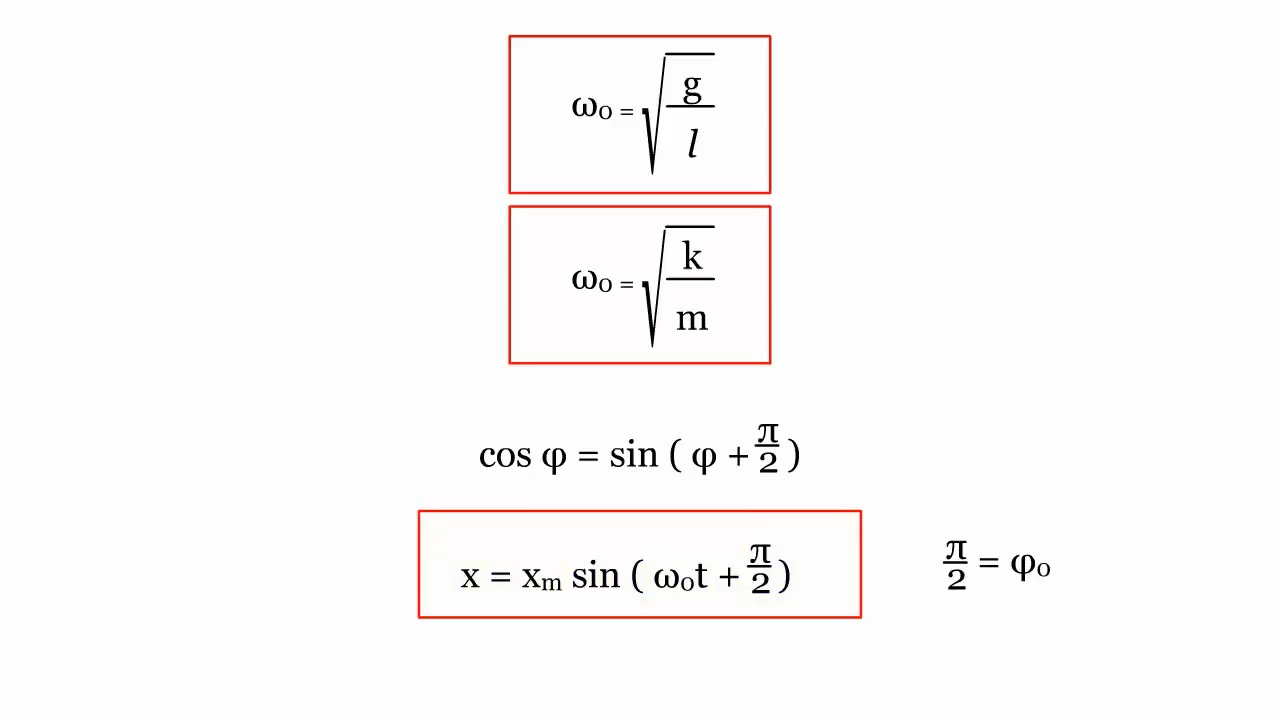 ω₀ = √(g/l)
ω₀ = √(k/m)
cos φ = sin ( φ + π/2 )
x = xₘ sin ( ω₀t + π/2 )
π/2 = φ₀